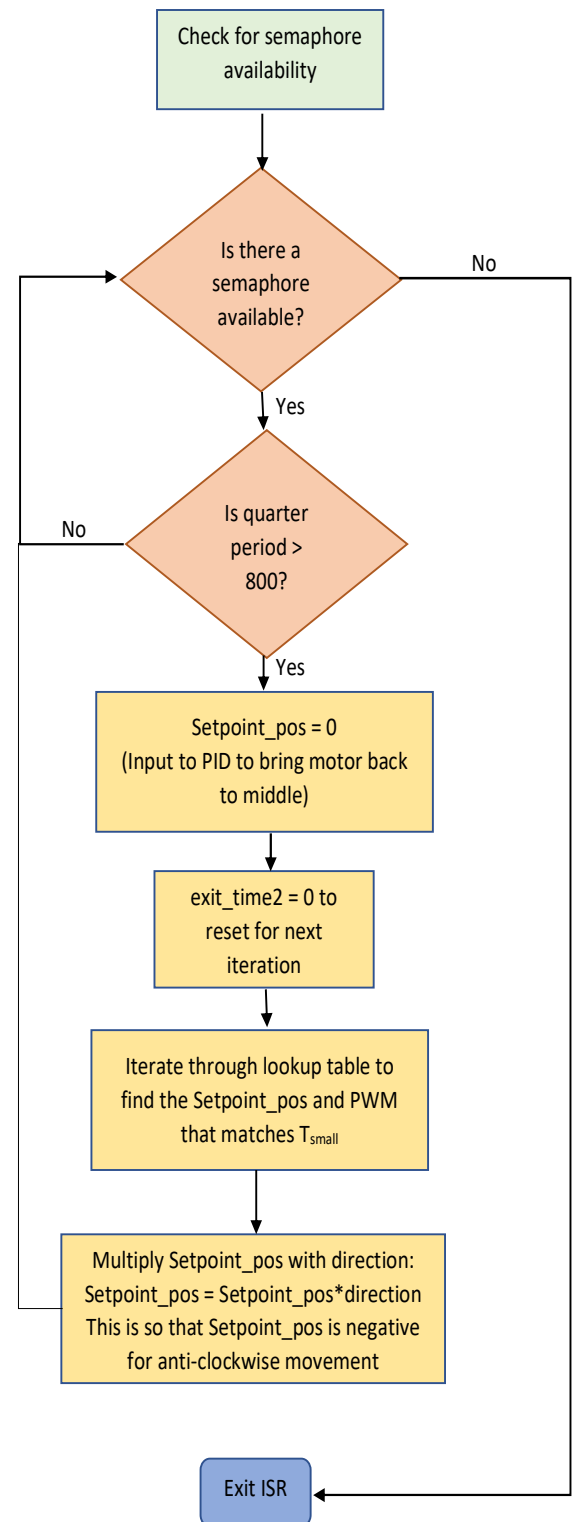 Check for semaphore
availability
Is there a
semaphore
available?
No
Yes
Is quarter
period >
800?
No
Yes
Setpoint_pos = 0
(Input to PID to bring motor back
to middle)
exit_time2 = 0 to
reset for next
iteration
Iterate through lookup table to
find the Setpoint_pos and PWM
that matches Tsmall
Multiply Setpoint_pos with direction:
Setpoint_pos = Setpoint_pos*direction
This is so that Setpoint_pos is negative
for anti-clockwise movement
Exit ISR